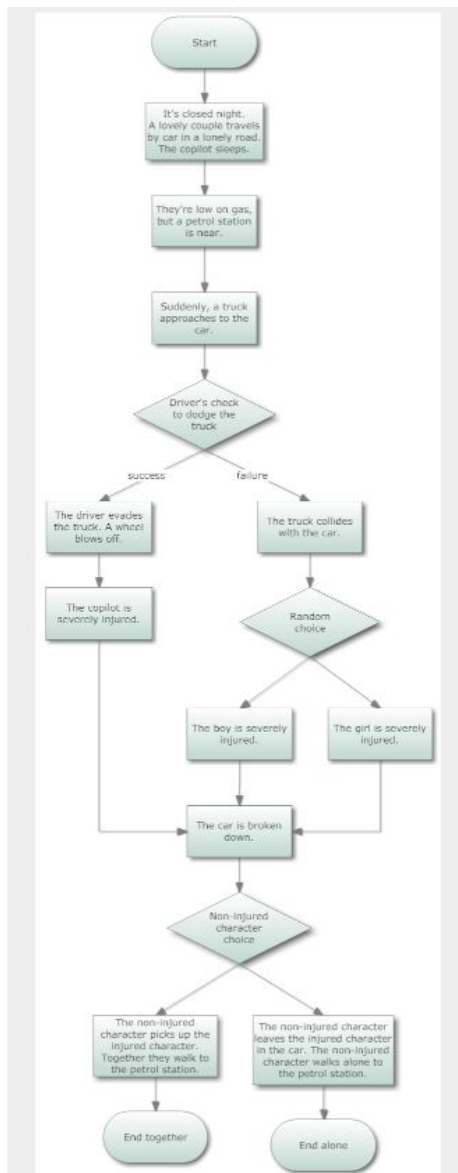 Start
It's closed night.
A lovely couple travels
by car in a lonely road.
The copilot sleeps.
They're low on gas,
but a petrol station
is near.
Suddenly, a truck
approaches to the
car.
Driver's check
to dodge the
truck
success
failure
The driver evades
the truck. A wheel
blows off.
The truck collides
with the car.
The copilot is
severely injured.
Random
choice
The boy is severely
injured.
The girl is severely
injured.
The car is broken
down.
Non-injured
character
choice
The non-injured
character picks up the
injured character.
Together they walk to
the petrol station.
The non-injured character
leaves the injured character
in the car. The non-injured
character walks alone to
the petrol station.
End together
End alone